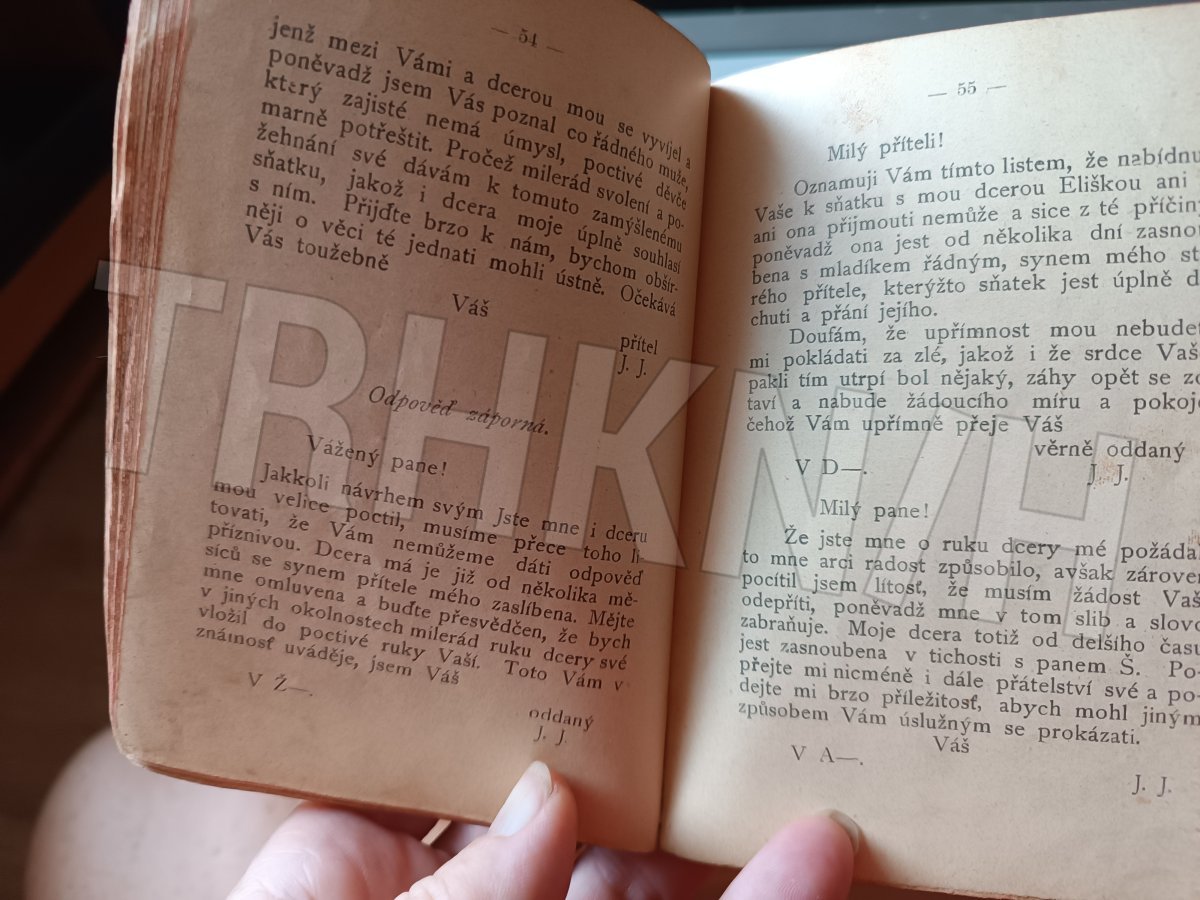 — 54 —
jenž mezi Vámi a dcerou mou se vyvíjel a
poněvadž jsem Vás poznal co řádného muže,
který zajisté nemá úmysl, poctivé děvče
marně potřeštit. Pročež milerád svolení a po-
žehnání své dávám k tomuto zamýšlenému
sňatku, jakož i dcera moje úplně souhlasí
s ním. Přijďte brzo k nám, bychom obšír-
něji o věci té jednati mohli ústně. Očekává
Vás toužebně
Váš
přítel
J. J.
Odpověď záporná.
Vážený pane!
Jakkoli návrhem svým Jste mne i dceru
mou velice poctil, musíme přece toho li-
tovati, že Vám nemůžeme dáti odpověď
příznivou. Dcera má je již od několika mě-
síců se synem přítele mého zaslíbena. Mějte
mne omluvena a buďte přesvědčen, že bych
v jiných okolnostech milerád ruku dcery své
vložil do poctivé ruky Vaší. Toto Vám v
známosť uváděje, jsem Váš
V Ž—.
oddaný
J. J.
— 55 —
Milý příteli!
Oznamuji Vám tímto listem, že nabídnu
Vaše k sňatku s mou dcerou Eliškou ani
ani ona přijmouti nemůže a sice z té příčin
poněvadž ona jest od několika dní zasnou
bena s mladíkem řádným, synem mého st
rého přítele, kterýžto sňatek jest úplně d
chuti a přání jejího.
Doufám, že upřímnost mou nebudet
mi pokládati za zlé, jakož i že srdce Vaš
pakli tím utrpí bol nějaký, záhy opět se zo
taví a nabude žádoucího míru a pokoje
čehož Vám upřímně přeje Váš
věrně oddaný
V D—.
J. J.
Milý pane!
Že jste mne o ruku dcery mé požádal
to mne arci radost způsobilo, avšak zároveň
pocítil jsem lítosť, že musím žádost Vaš
odepříti, poněvadž mne v tom slib a slovo
zabraňuje. Moje dcera totiž od delšího času
jest zasnoubena v tichosti s panem Š. Po-
přejte mi nicméně i dále přátelství své a po-
dejte mi brzo příležitosť, abych mohl jiným
způsobem Vám úslužným se prokázati.
Váš
V A—.
J. J.
TRHKNIH